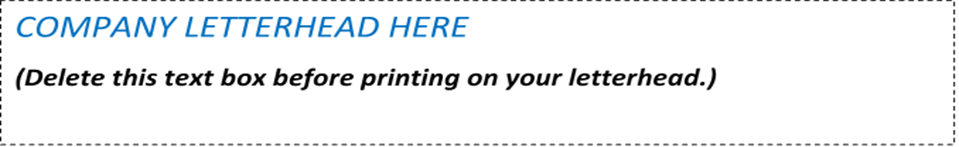 COMPANY LETTERHEAD HERE
(Delete this text box before printing on your letterhead.)